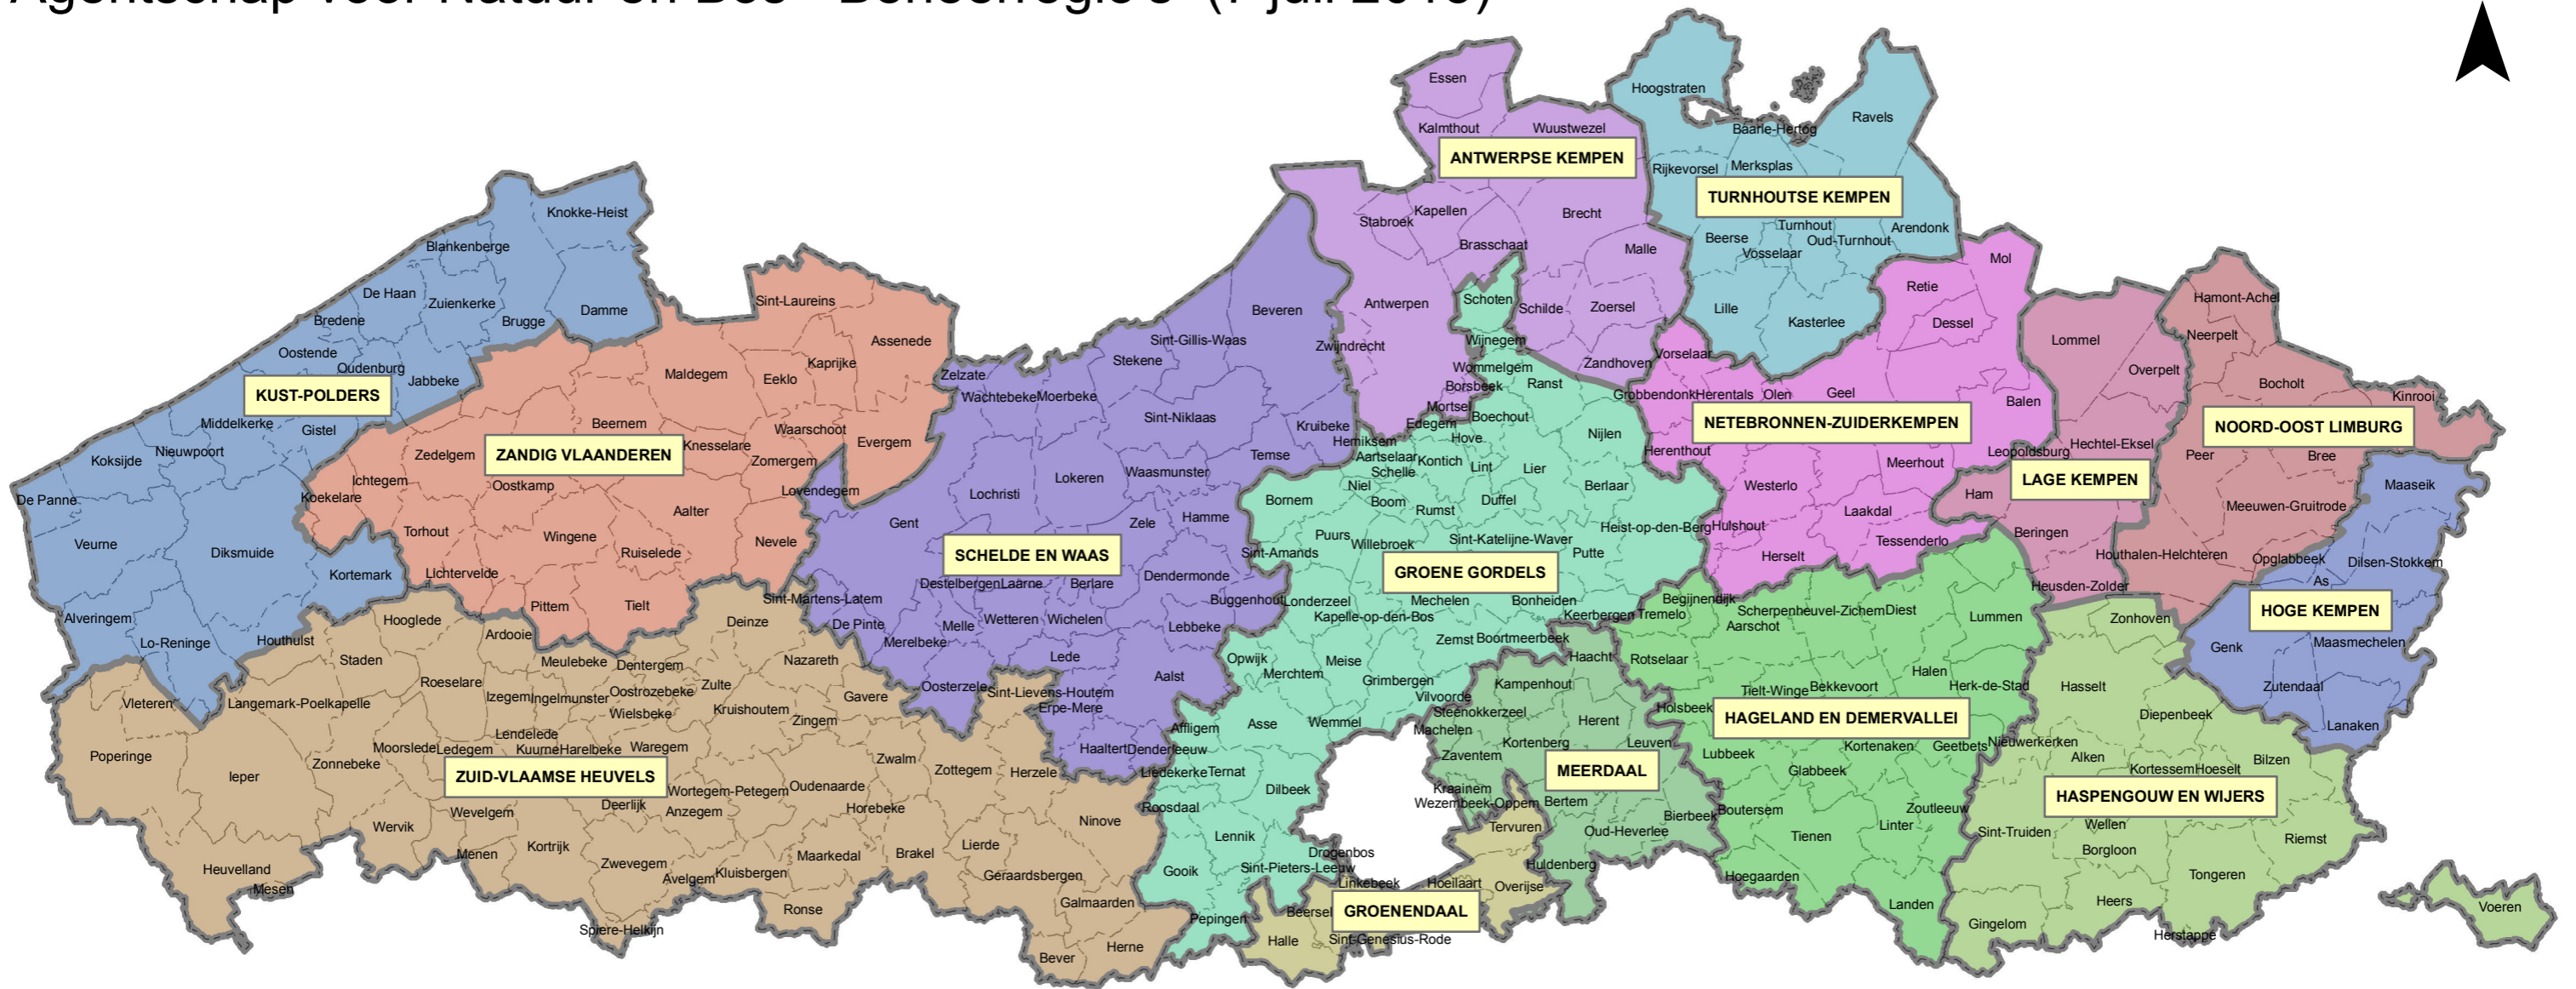 Agentschap voor Natuur en Bos - Beheerregio's (1 juli 2015)
Essen
Hoogstraten
Ravels
Kalmthout
Wuustwezel
Baarle-Hertog
ANTWERPSE KEMPEN
Rijkevorsel
Merksplas
TURNHOUTSE KEMPEN
Knokke-Heist
Kapellen
Stabroek
Brecht
Turnhout
Arendonk
Blankenberge
Brasschaat
Malle
Beerse
Oud-Turnhout
Vosselaar
Mol
De Haan
Zuienkerke
Damme
Sint-Laureins
Beveren
Antwerpen
Schoten
Schilde
Zoersel
Lille
Retie
Hamont-Achel
Bredene
Brugge
Kasterlee
Dessel
Lommel
Neerpelt
Oostende
Assenede
Sint-Gillis-Waas
Stekene
Zwijndrecht
Wijnegem
Vorselaar
Oudenburg
Jabbeke
Maldegem
Eeklo
Kaprijke
Zelzate
Wommelgem
Zandhoven
Overpelt
KUST-POLDERS
Wachtebeke
Moerbeke
Borsbeek
Ranst
Grobbendonk
Herentals
Olen
Geel
Balen
Bocholt
Kinrooi
Middelkerke
Gistel
Beernem
Waarschoot
Sint-Niklaas
Kruibeke
Mortsel
Boechout
Edegem
NETEBRONNEN-ZUIDERKEMPEN
NOORD-OOST LIMBURG
Koksijde
Nieuwpoort
Zedelgem
ZANDIG VLAANDEREN
Knesselare
Zomergem
Evergem
Temse
Hemiksem
Hove
Nijlen
Herenthout
Leopoldsburg
Hechtel-Eksel
Peer
Bree
Aartselaar
Kontich
Lint
Lier
Schelle
Meerhout
LAGE KEMPEN
De Panne
Koekelare
Ichtegem
Oostkamp
Lovendegem
Lochristi
Lokeren
Waasmunster
Bornem
Niel
Boom
Duffel
Berlaar
Westerlo
Ham
Maaseik
Rumst
Meeuwen-Gruitrode
Veurne
Diksmuide
Torhout
Wingene
Ruiselede
Aalter
Nevele
Gent
Zele
Hamme
Puurs
Willebroek
Sint-Katelijne-Waver
Putte
Heist-op-den-Berg
Hulshout
Laakdal
Tessenderlo
Beringen
Houthalen-Helchteren
Opglabbeek
Dilsen-Stokkem
SCHELDE EN WAAS
Sint-Amands
GROENE GORDELS
Herselt
Kortemark
Lichtervelde
Destelbergen
Laarne
Berlare
Dendermonde
As
Heusden-Zolder
HOGE KEMPEN
Pittem
Tielt
Sint-Martens-Latem
Buggenhout
Londerzeel
Mechelen
Bonheiden
Begijnendijk
Scherpenheuvel-Zichem
Diest
Alveringem
Lo-Reninge
Houthulst
Hooglede
Ardooie
Deinze
De Pinte
Melle
Wetteren
Wichelen
Lebbeke
Kapelle-op-den-Bos
Keerbergen
Tremelo
Aarschot
Lummen
Zonhoven
Merelbeke
Zemst
Boortmeerbeek
Genk
Maasmechelen
Staden
Meulebeke
Dentergem
Nazareth
Lede
Aalst
Opwijk
Meise
Haacht
Rotselaar
Merchtem
Grimbergen
Kampenhout
Halen
Roeselare
Izegem
Ingelmunster
Oostrozebeke
Zulte
Gavere
Oosterzele
Sint-Lievens-Houtem
Vilvoorde
Tielt-Winge
Bekkevoort
Herk-de-Stad
Hasselt
Zutendaal
Vleteren
Langemark-Poelkapelle
Wielsbeke
Kruishoutem
Zingem
Erpe-Mere
Steenokkerzeel
Herent
Holsbeek
HAGELAND EN DEMERVALLEI
Diepenbeek
Lanaken
Poperinge
Moorslede
Ledegem
Lendelede
Kuurne
Harelbeke
Waregem
Affligem
Asse
Wemmel
Machelen
Haaltert
Denderleeuw
Kortenberg
Leuven
Lubbeek
Kortenaken
Geetbets
Nieuwerkerken
Alken
Zonnebeke
Ieper
ZUID-VLAAMSE HEUVELS
Zwalm
Zottegem
Herzele
Liedekerke
Ternat
Zaventem
MEERDAAL
Glabbeek
Kortessem
Hoeselt
Bilzen
Wortegem-Petegem
Oudenaarde
Dilbeek
Kraainem
Wezembeek-Oppem
Bertem
HASPENGOUW EN WIJERS
Wevelgem
Deerlijk
Anzegem
Horebeke
Roosdaal
Bierbeek
Boutersem
Zoutleeuw
Wervik
Ninove
Tervuren
Oud-Heverlee
Linter
Wellen
Menen
Kortrijk
Zwevegem
Maarkedal
Brakel
Lierde
Lennik
Tienen
Sint-Truiden
Riemst
Drogenbos
Borgloon
Heuvelland
Mesen
Avelgem
Kluisbergen
Geraardsbergen
Gooik
Sint-Pieters-Leeuw
Huldenberg
Hoegaarden
Tongeren
Linkebeek
Hoeilaart
Overijse
Ronse
Galmaarden
Pepingen
Beersel
GROENENDAAL
Landen
Heers
Voeren
Spiere-Helkijn
Halle
Sint-Genesius-Rode
Gingelom
Herstappe
Bever
Herne